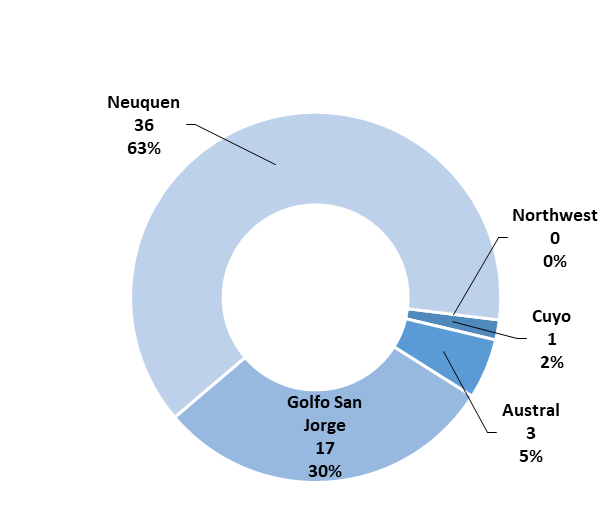 Neuquen
36
63%
Northwest
0
0%
Cuyo
1
2%
Austral
3
5%
Golfo San
Jorge
17
30%